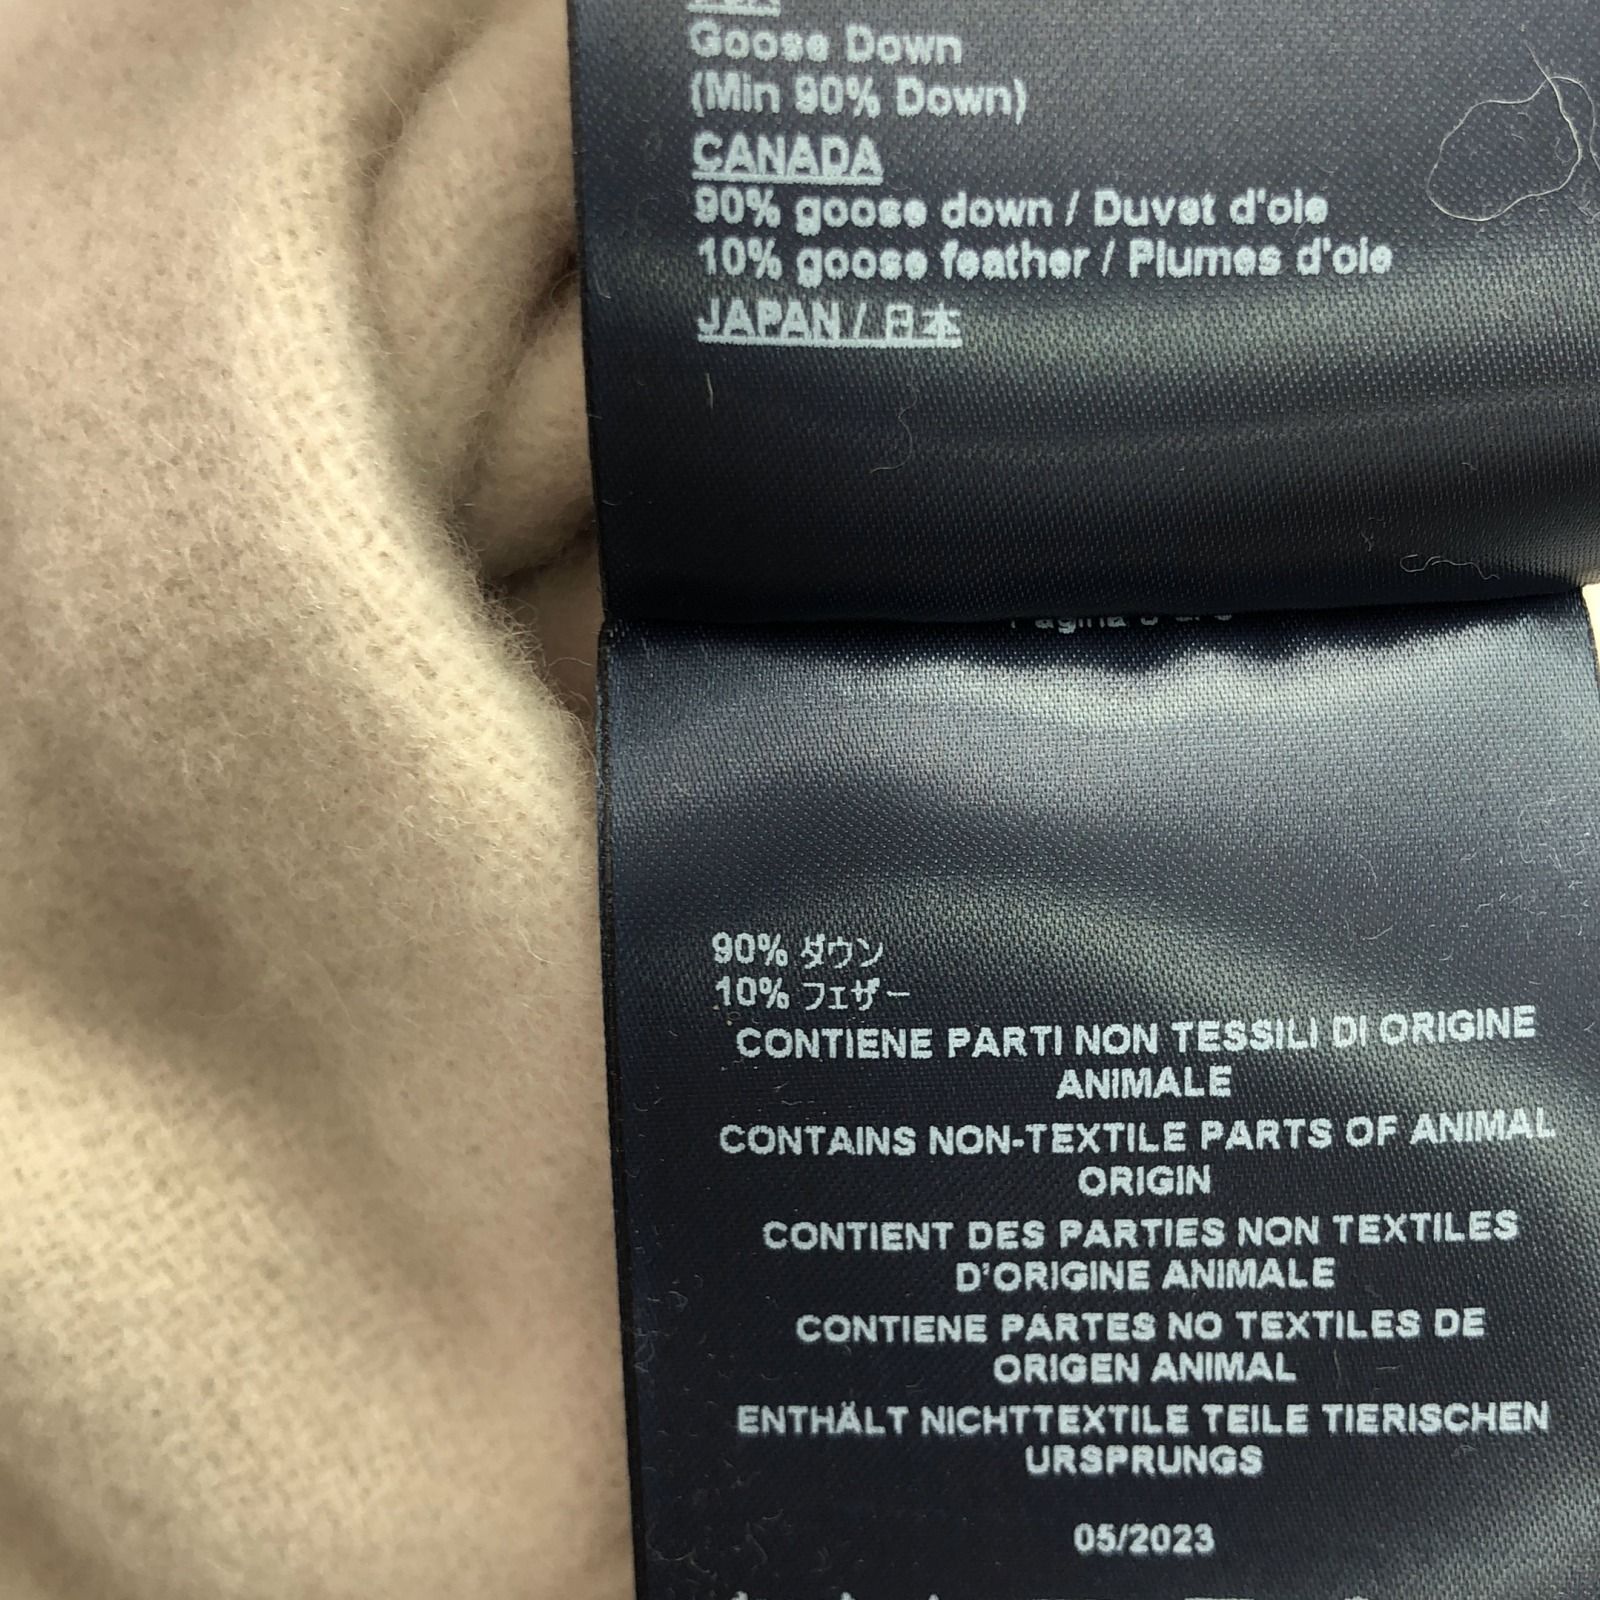 Goose Down
(Min 90% Down)
CANADA
90% goose down / Duvet d'oie
10% goose feather / Plumes d'oie
JAPAN / 日本
90% ダウン
10% フェザー
CONTIENE PARTI NON TESSILI DI ORIGINE
ANIMALE
CONTAINS NON-TEXTILE PARTS OF ANIMAL
ORIGIN
CONTIENT DES PARTIES NON TEXTILES
D'ORIGINE ANIMALE
CONTIENE PARTES NO TEXTILES DE
ORIGEN ANIMAL
ENTHÄLT NICHTTEXTILE TEILE TIERISCHEN
URSPRUNGS
05/2023